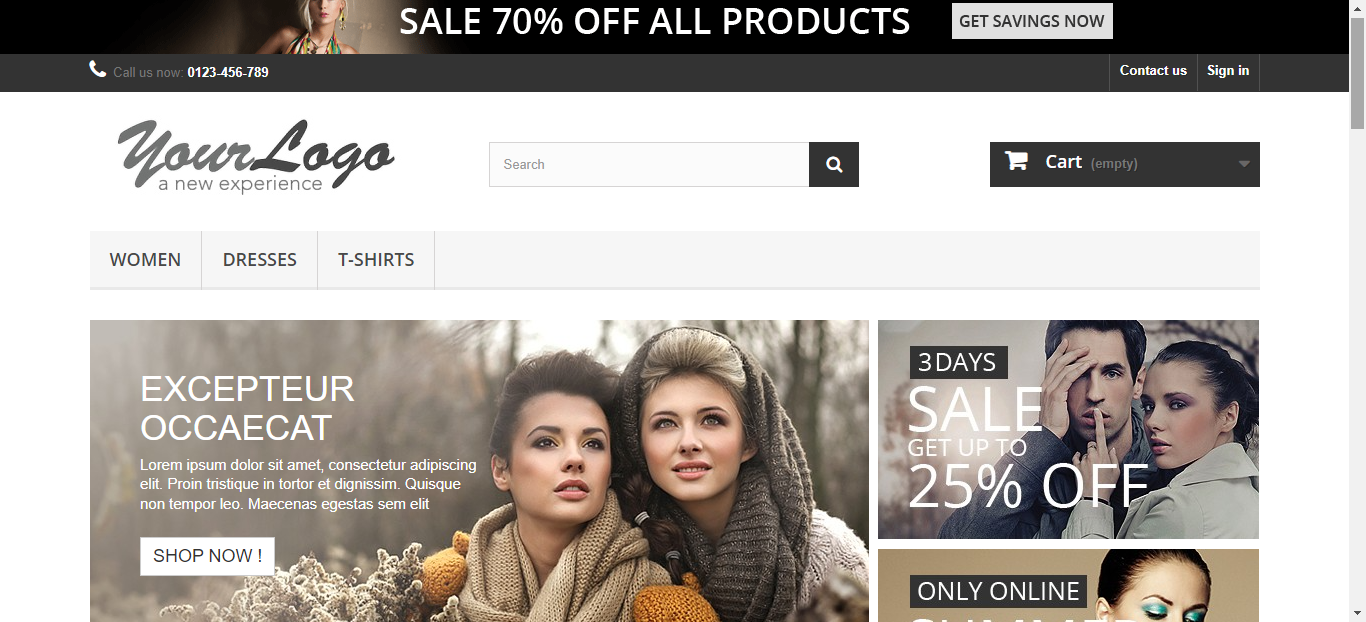 SALE 70% OFF ALL PRODUCTS
GET SAVINGS NOW
Call us now: 0123-456-789
Contact us
Sign in
YourLogo
a new experience
Search
Cart (empty)
WOMEN
DRESSES
T-SHIRTS
EXCEPTEUR
OCCAECAT
Lorem ipsum dolor sit amet, consectetur adipiscing
elit. Proin tristique in tortor et dignissim. Quisque
non tempor leo. Maecenas egestas sem elit
SHOP NOW !
3 DAYS
SALE
GET UP TO
25% OFF
ONLY ONLINE